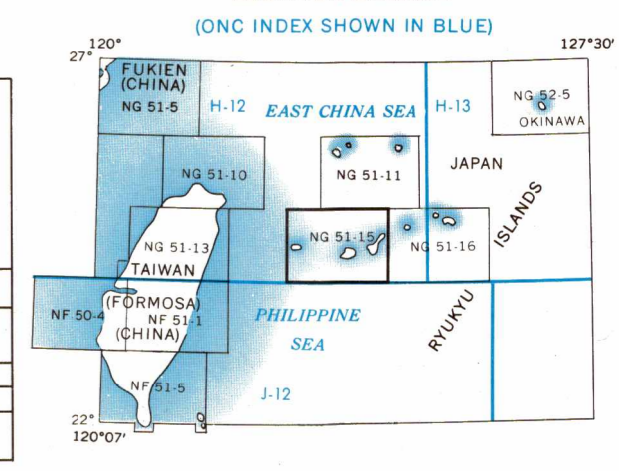 (ONC INDEX SHOWN IN BLUE)
120°
127°30'
27°
FUKIEN
(CHINA)
NG 51-5
H-12
EAST CHINA SEA
H-13
NG 52-5
OKINAWA
NG 51-10
NG 51-11
JAPAN
NG 51-13
NG 51-15
NG 51-16
ISLANDS
TAIWAN
(FORMOSA)
NF 50-4
NF 51-1
(CHINA)
PHILIPPINE
SEA
RYUKYU
NF 51-5
J-12
22°
120°07'